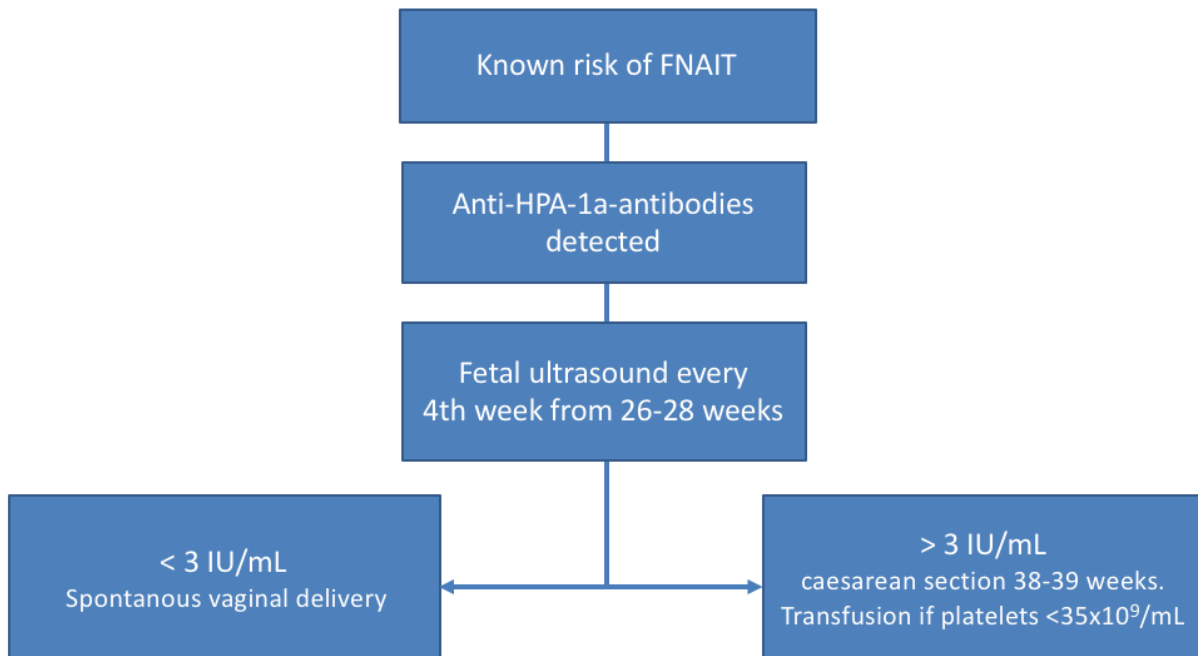 Known risk of FNAIT
Anti-HPA-1a-antibodies
detected
Fetal ultrasound every
4th week from 26-28 weeks
< 3 IU/mL
Spontanous vaginal delivery
> 3 IU/mL
caesarean section 38-39 weeks.
Transfusion if platelets <35x10⁹/mL